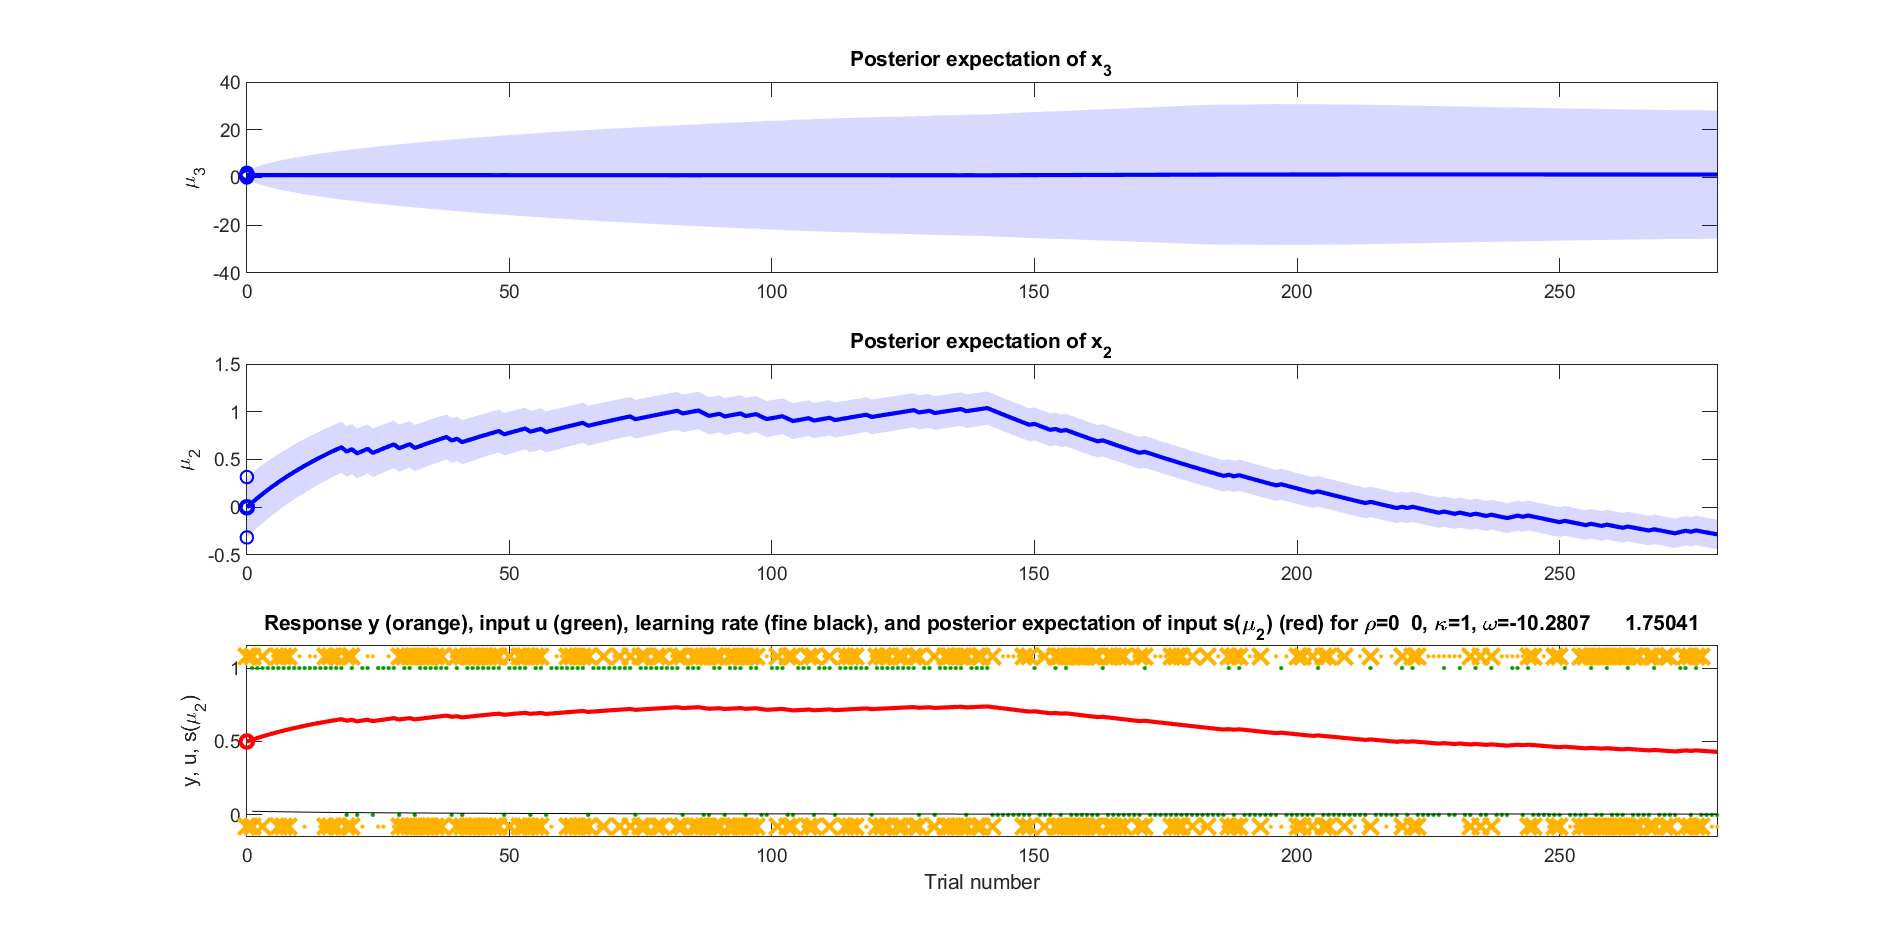 Posterior expectation of x3
40
20
0
-20
-40
μ3
0 50 100 150 200 250
Posterior expectation of x2
1.5
1
0.5
0
-0.5
μ2
0 50 100 150 200 250
Response y (orange), input u (green), learning rate (fine black), and posterior expectation of input s(μ2) (red) for ρ=0 0, κ=1, ω=-10.2807 1.75041
1
0.5
0
y, u, s(μ2)
0 50 100 150 200 250
Trial number